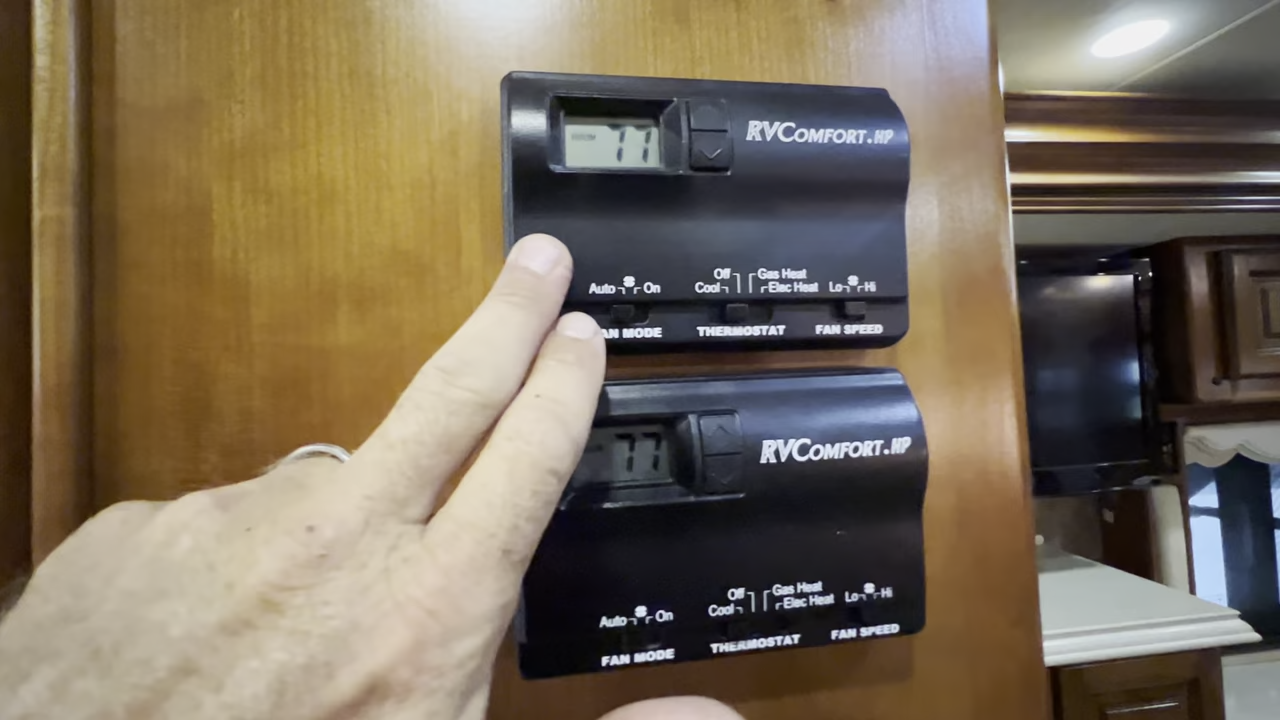 77
RVCOMFORT.HP
Off Gas Heat
Auto On Cool Elec Heat Lo Hi
AN MODE THERMOSTAT FAN SPEED
77
RVCOMFORT.HP
Off Gas Heat
Auto On Cool Elec Heat Lo Hi
FAN MODE THERMOSTAT FAN SPEED